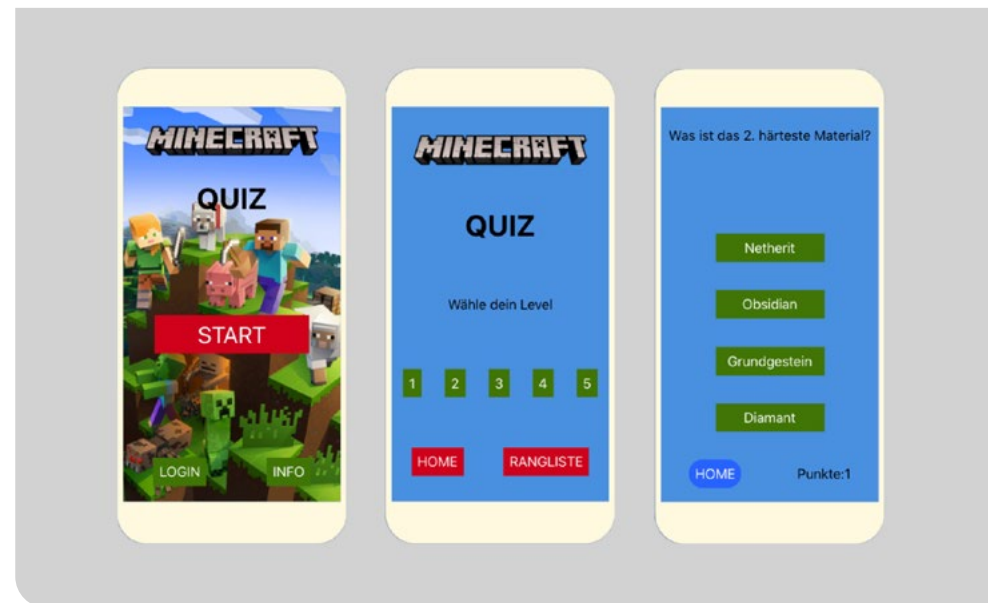 MINECRAFT
QUIZ
START
LOGIN INFO
MINECRAFT
QUIZ
Wähle dein Level
1 2 3 4 5
HOME RANGLISTE
Was ist das 2. härteste Material?
Netherit
Obsidian
Grundgestein
Diamant
HOME Punkte:1